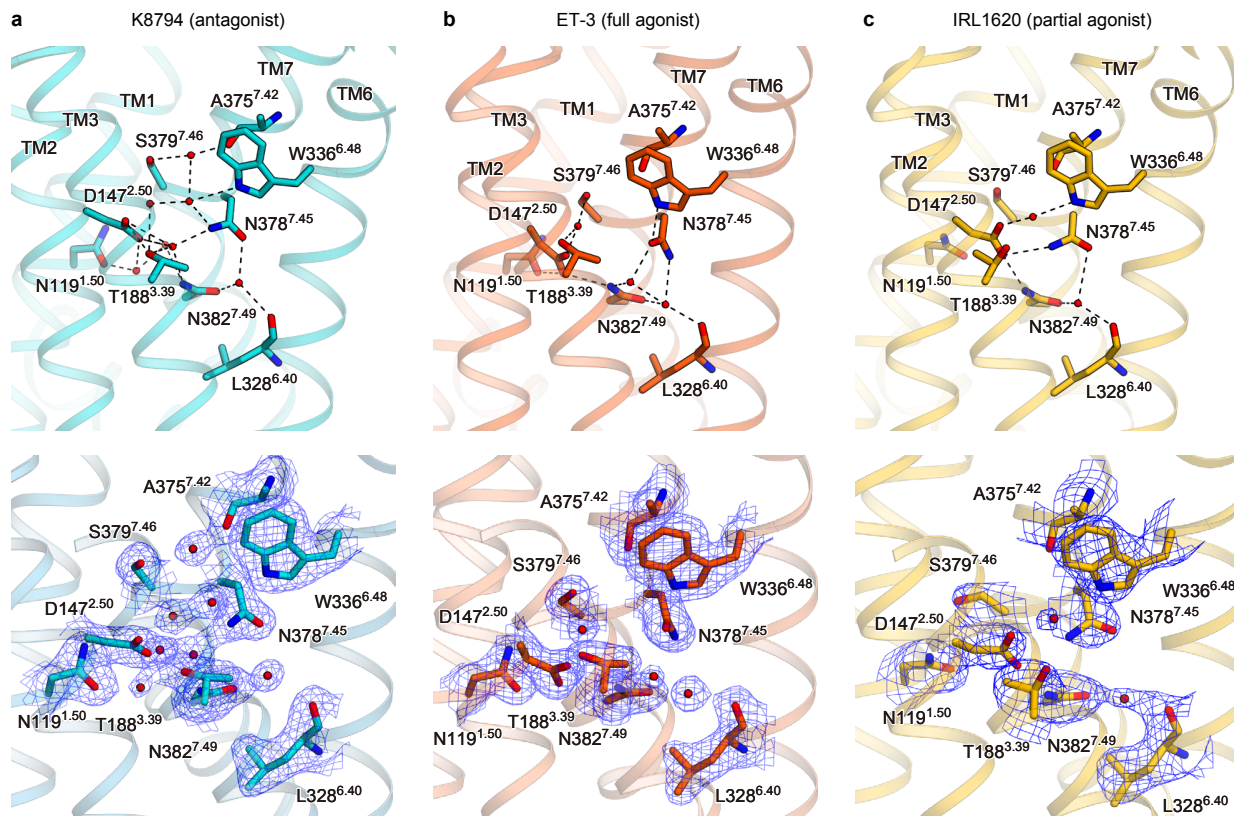 a K8794 (antagonist)
TM7
TM6
TM1
A375^7.42
TM3
S379^7.46
TM2
W336^6.48
D147^2.50
N378^7.45
N119^1.50
T188^3.39
N382^7.49
L328^6.40
A375^7.42
S379^7.46
W336^6.48
D147^2.50
N378^7.45
N119^1.50
T188^3.39
N382^7.49
L328^6.40
b ET-3 (full agonist)
TM7
TM6
TM1
A375^7.42
TM3
W336^6.48
TM2
S379^7.46
D147^2.50
N378^7.45
N119^1.50
T188^3.39
N382^7.49
L328^6.40
A375^7.42
S379^7.46
W336^6.48
D147^2.50
N378^7.45
T188^3.39
N119^1.50
N382^7.49
L328^6.40
c IRL1620 (partial agonist)
TM7
TM6
TM1
A375^7.42
TM3
W336^6.48
TM2
S379^7.46
D147^2.50
N378^7.45
N119^1.50
T188^3.39
N382^7.49
L328^6.40
A375^7.42
S379^7.46
W336^6.48
D147^2.50
N378^7.45
N119^1.50
T188^3.39
N382^7.49
L328^6.40